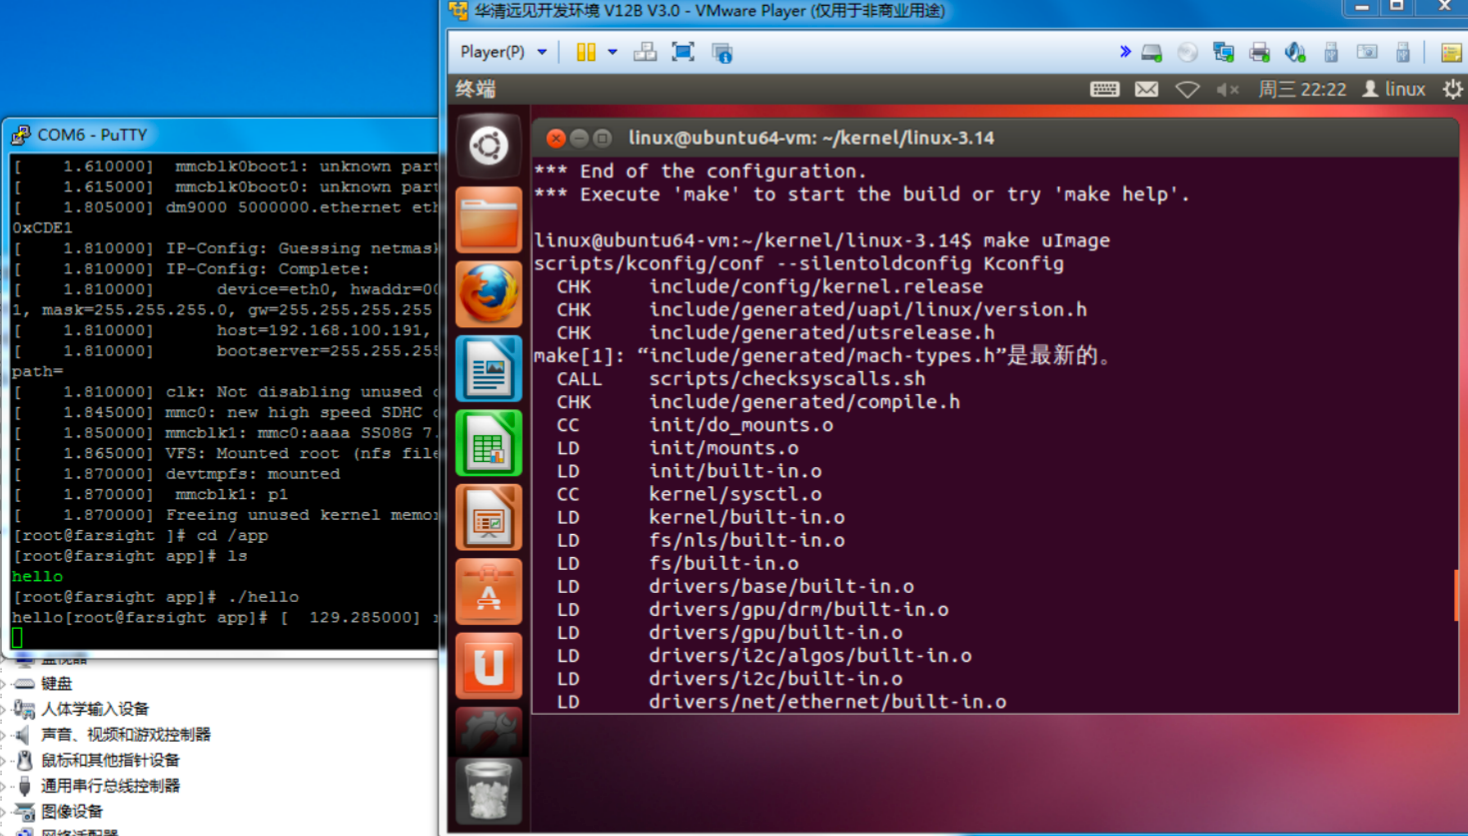 华清远见开发环境 V12B V3.0 - VMware Player (仅用于非商业用途)
Player(P)
终端
周三 22:22
linux
COM6 - PuTTY
[    1.610000]  mmcblk0boot1: unknown part
[    1.615000]  mmcblk0boot0: unknown part
[    1.805000] dm9000 5000000.ethernet eth
0xCDE1
[    1.810000] IP-Config: Guessing netmask
[    1.810000] IP-Config: Complete:
[    1.810000]      device=eth0, hwaddr=00
1, mask=255.255.255.0, gw=255.255.255.255
[    1.810000]      host=192.168.100.191,
[    1.810000]      bootserver=255.255.255
path=
[    1.810000] clk: Not disabling unused c
[    1.845000] mmc0: new high speed SDHC c
[    1.850000] mmcblk1: mmc0:aaaa SS08G 7.
[    1.865000] VFS: Mounted root (nfs file
[    1.870000] devtmpfs: mounted
[    1.870000]  mmcblk1: p1
[    1.870000] Freeing unused kernel memor
[root@farsight ]# cd /app
[root@farsight app]# ls
hello
[root@farsight app]# ./hello
hello[root@farsight app]# [  129.285000]
监视器
键盘
人体学输入设备
声音、视频和游戏控制器
鼠标和其他指针设备
通用串行总线控制器
图像设备
网络适配器
linux@ubuntu64-vm: ~/kernel/linux-3.14
*** End of the configuration.
*** Execute 'make' to start the build or try 'make help'.
linux@ubuntu64-vm:~/kernel/linux-3.14$ make uImage
scripts/kconfig/conf --silentoldconfig Kconfig
  CHK     include/config/kernel.release
  CHK     include/generated/uapi/linux/version.h
  CHK     include/generated/utsrelease.h
make[1]: “include/generated/mach-types.h”是最新的。
  CALL    scripts/checksyscalls.sh
  CHK     include/generated/compile.h
  CC      init/do_mounts.o
  LD      init/mounts.o
  LD      init/built-in.o
  CC      kernel/sysctl.o
  LD      kernel/built-in.o
  LD      fs/nls/built-in.o
  LD      fs/built-in.o
  LD      drivers/base/built-in.o
  LD      drivers/gpu/drm/built-in.o
  LD      drivers/gpu/built-in.o
  LD      drivers/i2c/algos/built-in.o
  LD      drivers/i2c/built-in.o
  LD      drivers/net/ethernet/built-in.o